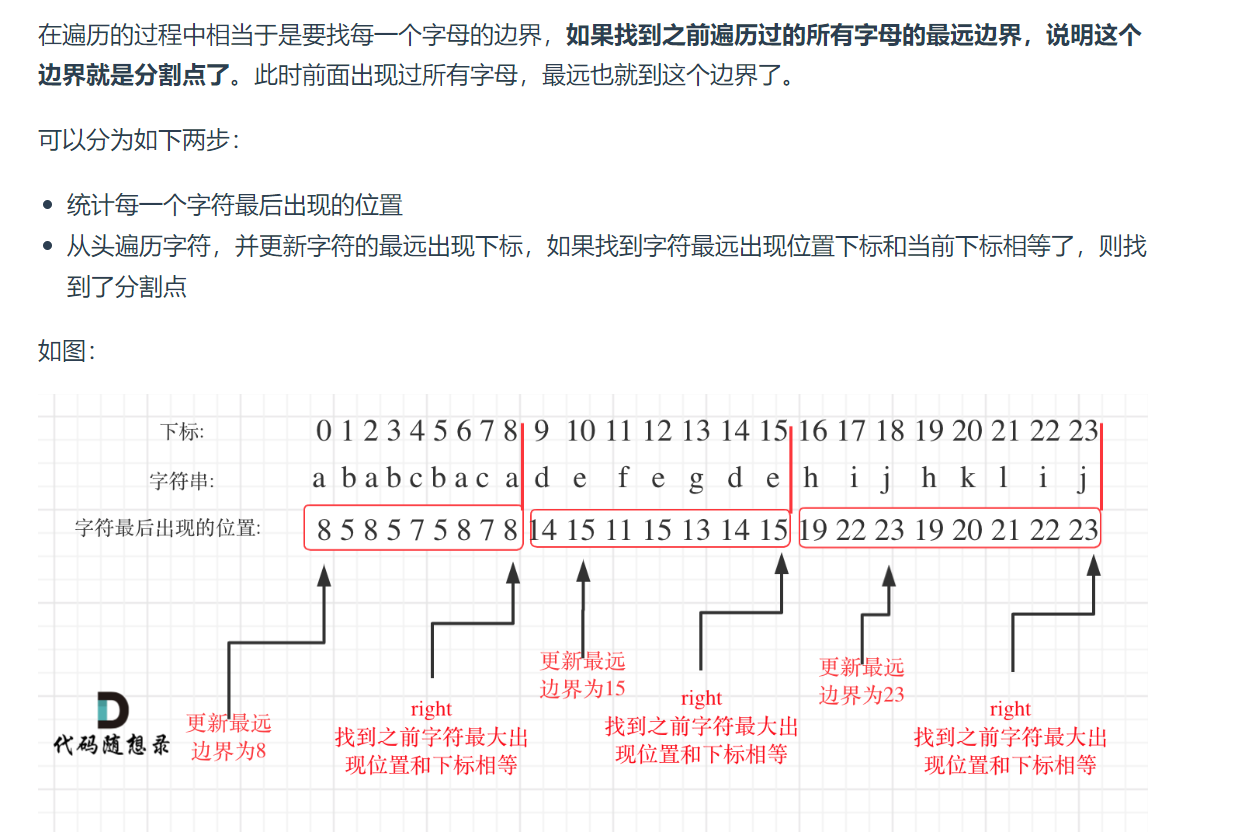 在遍历的过程中相当于是要找每一个字母的边界，如果找到之前遍历过的所有字母的最远边界，说明这个
边界就是分割点了。此时前面出现过所有字母，最远也就到这个边界了。
可以分为如下两步：
• 统计每一个字符最后出现的位置
• 从头遍历字符，并更新字符的最远出现下标，如果找到字符最远出现位置下标和当前下标相等了，则找
到了分割点
如图：
下标: 0 1 2 3 4 5 6 7 8 9 10 11 12 13 14 15 16 17 18 19 20 21 22 23
字符串: a b a b c b a c a d e f e g d e h i j h k l i j
字符最后出现的位置: 8 5 8 5 7 5 8 7 8 14 15 11 15 13 14 15 19 22 23 19 20 21 22 23
更新最远
边界为8
right
找到之前字符最大出
现位置和下标相等
更新最远
边界为15
right
找到之前字符最大出
现位置和下标相等
更新最远
边界为23
right
找到之前字符最大出
现位置和下标相等
代码随想录